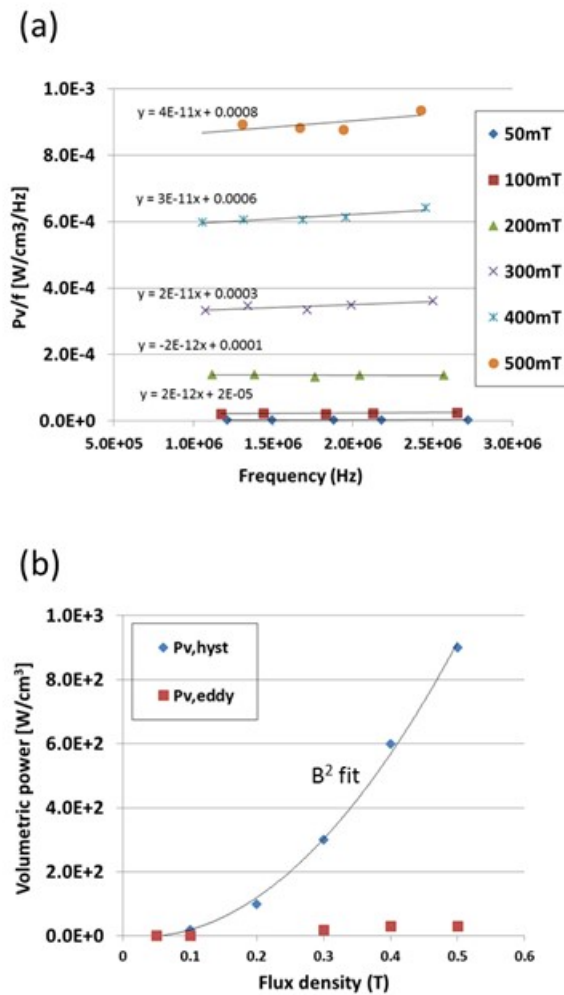 (a)
1.0E-3
8.0E-4
6.0E-4
4.0E-4
2.0E-4
0.0E+0
Pv/f [W/cm3/Hz]
y = 4E-11x + 0.0008
y = 3E-11x + 0.0006
y = 2E-11x + 0.0003
y = -2E-12x + 0.0001
y = 2E-12x + 2E-05
50mT
100mT
200mT
300mT
400mT
500mT
5.0E+05 1.0E+06 1.5E+06 2.0E+06 2.5E+06 3.0E+06
Frequency (Hz)
(b)
1.0E+3
8.0E+2
6.0E+2
4.0E+2
2.0E+2
0.0E+0
Volumetric power [W/cm³]
Pv,hyst
Pv,eddy
B² fit
0 0.1 0.2 0.3 0.4 0.5 0.6
Flux density (T)